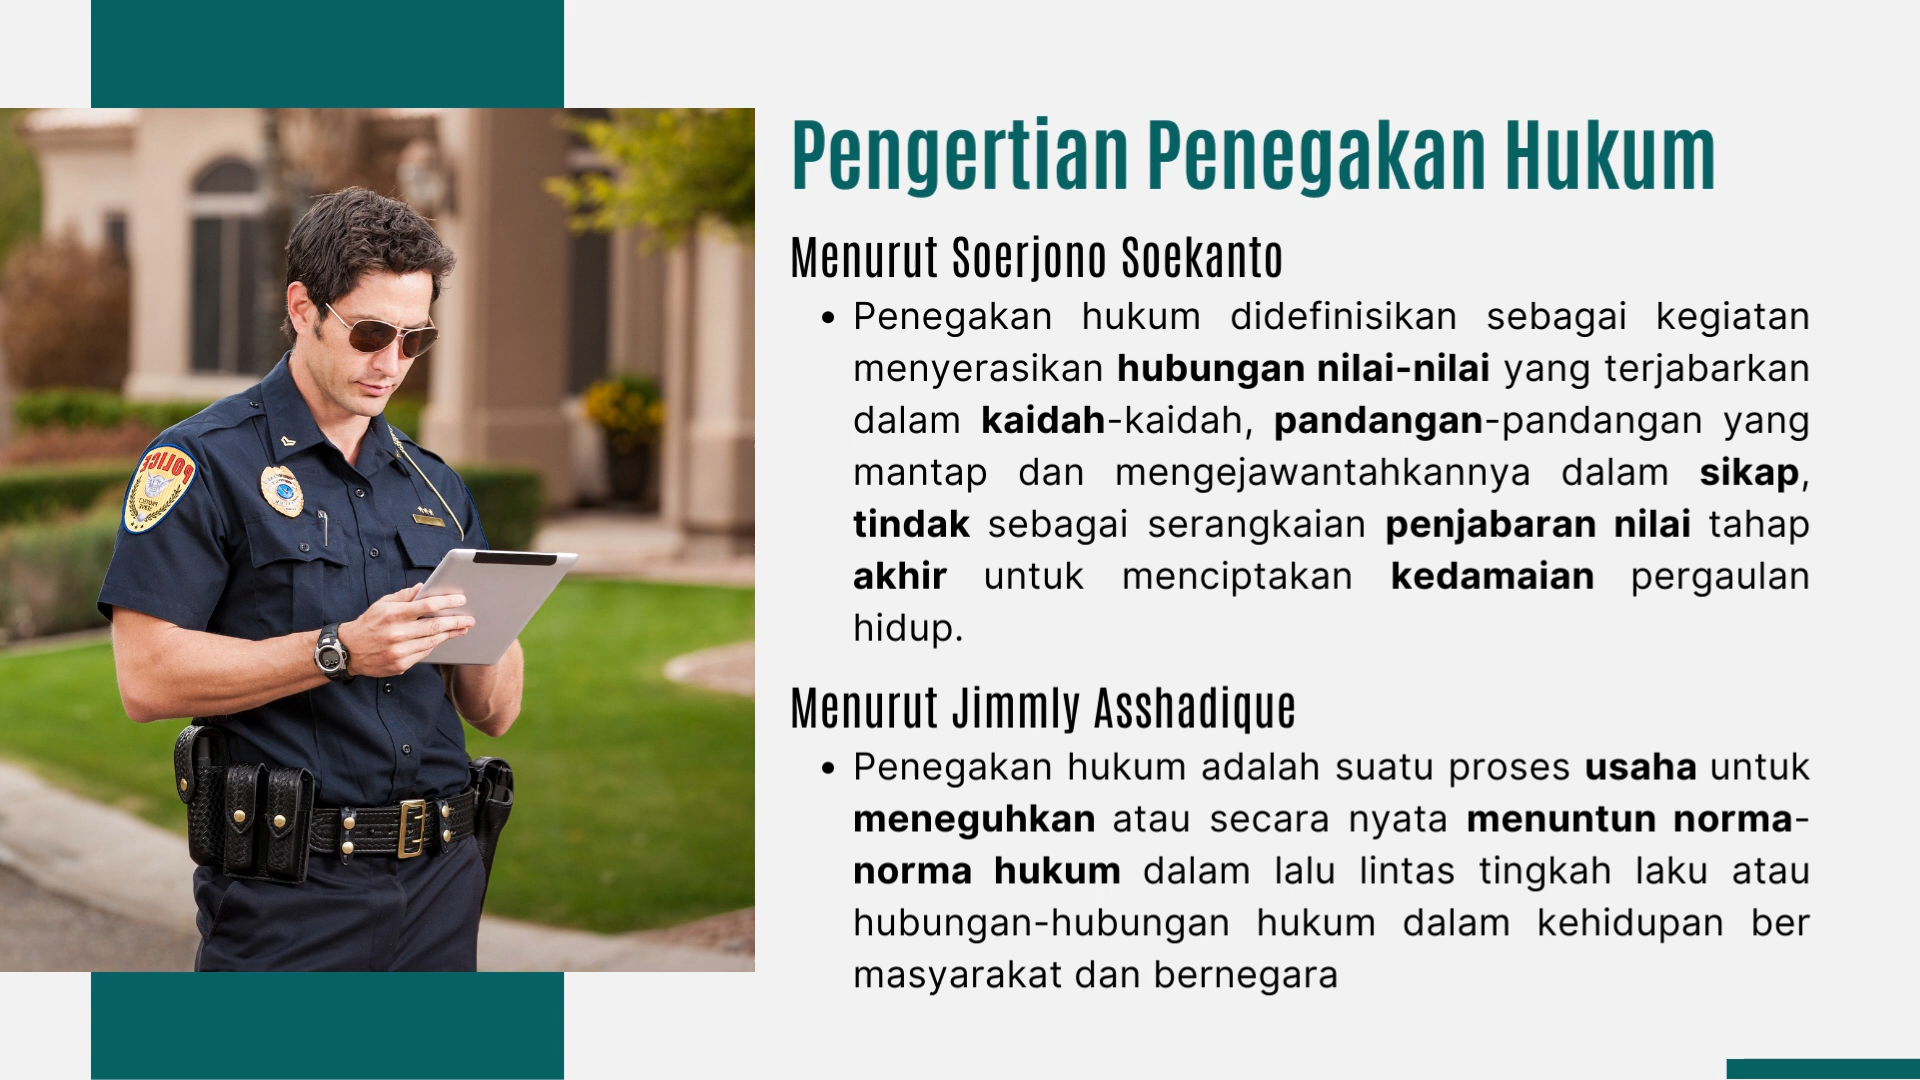 Pengertian Penegakan Hukum
Menurut Soerjono Soekanto
• Penegakan hukum didefinisikan sebagai kegiatan
menyerasikan hubungan nilai-nilai yang terjabarkan
dalam kaidah-kaidah, pandangan-pandangan yang
mantap dan mengejawantahkannya dalam sikap,
tindak sebagai serangkaian penjabaran nilai tahap
akhir untuk menciptakan kedamaian pergaulan
hidup.
Menurut Jimmly Asshadique
• Penegakan hukum adalah suatu proses usaha untuk
meneguhkan atau secara nyata menuntun norma-
norma hukum dalam lalu lintas tingkah laku atau
hubungan-hubungan hukum dalam kehidupan ber
masyarakat dan bernegara
POLICE